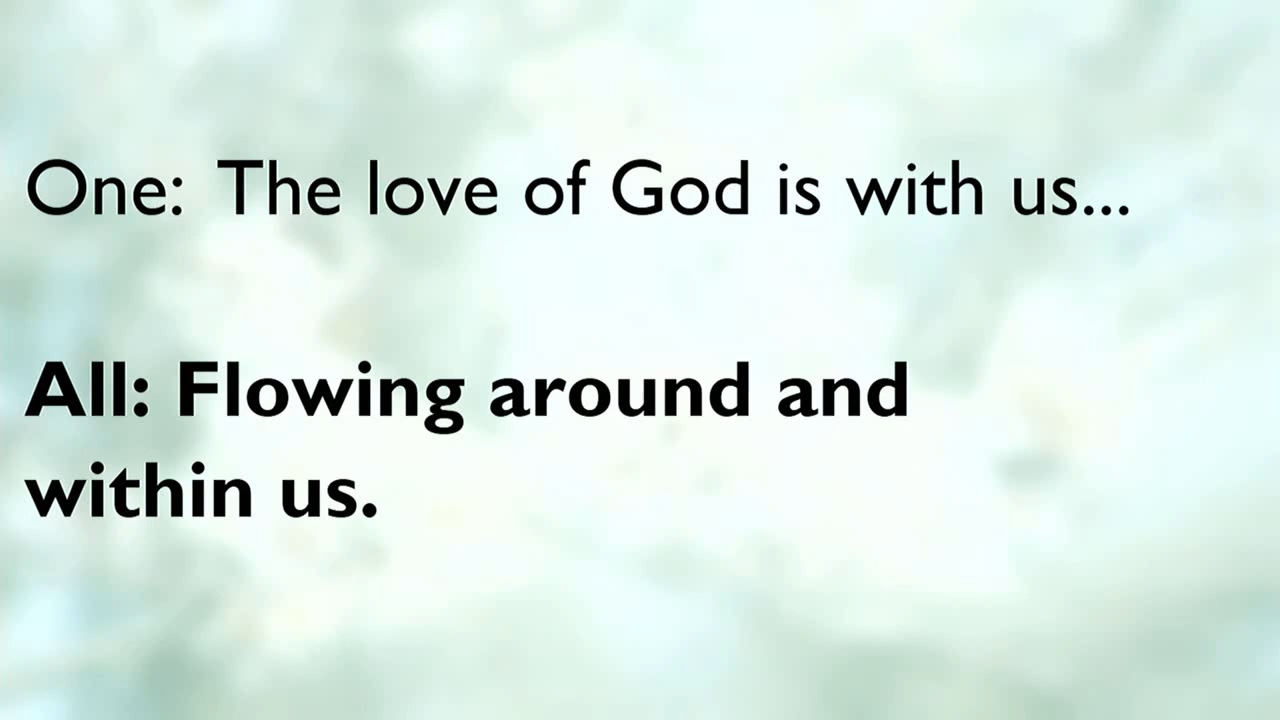 One: The love of God is with us...
All: Flowing around and
within us.